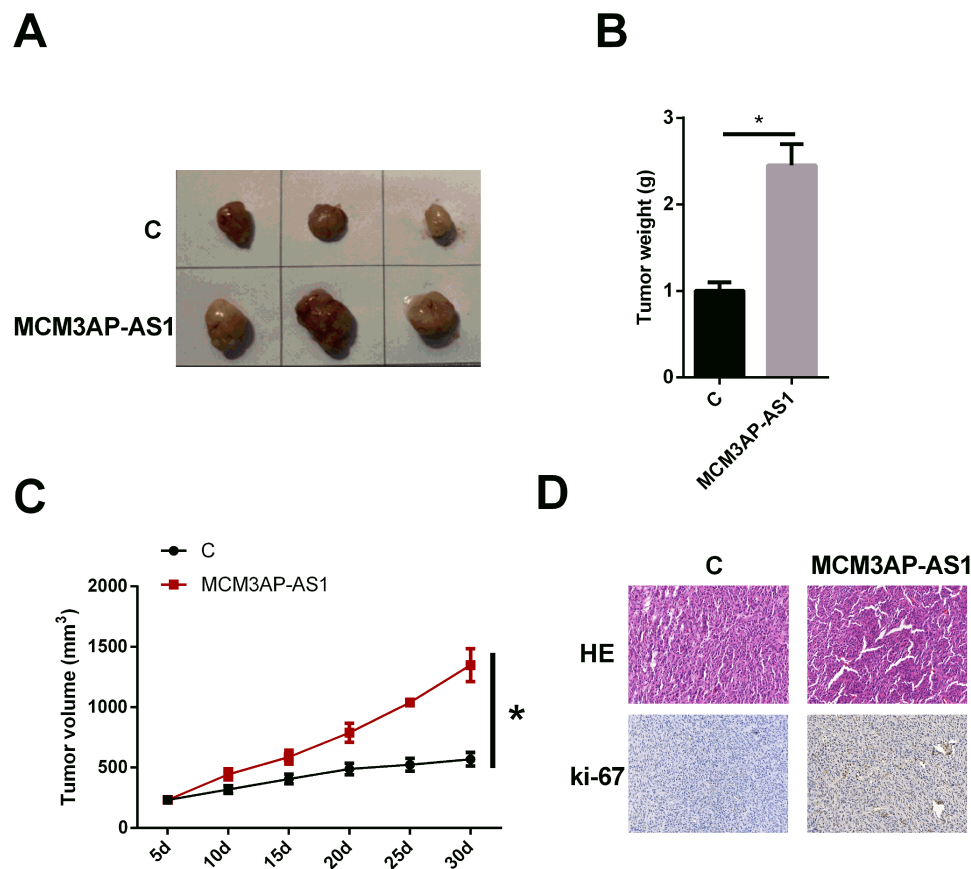 A
C
MCM3AP-AS1
B
Tumor weight (g)
3
2
1
0
*
C
MCM3AP-AS1
C
C
MCM3AP-AS1
Tumor volume (mm³)
2000
1500
1000
500
0
5d
10d
15d
20d
25d
30d
*
D
C
MCM3AP-AS1
HE
ki-67